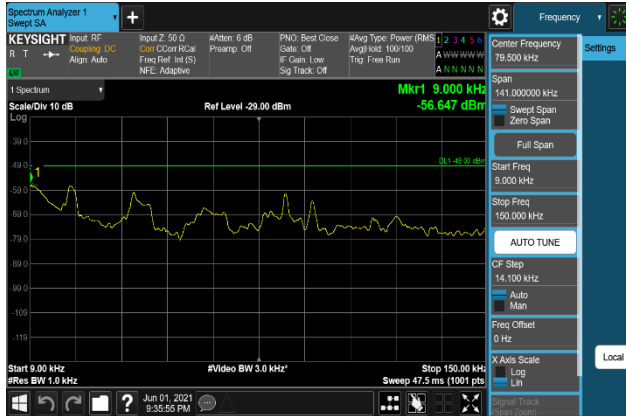 Spectrum Analyzer 1
Swept SA
+
Frequency
KEYSIGHT Input: RF
R T Coupling: DC
Align: Auto
LXI
Input Z: 50 Ω
Corr CCorr RCal
Freq Ref: Int (S)
NFE: Adaptive
#Atten: 6 dB
Preamp: Off
PNO: Best Close
Gate: Off
IF Gain: Low
Sig Track: Off
#Avg Type: Power (RMS
Avg|Hold: 100/100
Trig: Free Run
1 2 3 4 5 6
A W W W W W
A N N N N N
1 Spectrum
Scale/Div 10 dB
Log
Ref Level -29.00 dBm
Mkr1 9.000 kHz
-56.647 dBm
-39.0
-49.0
-59.0
-69.0
-79.0
-89.0
-99.0
-109
-119
1
DL1 -49.00 dBm
Start 9.00 kHz
#Res BW 1.0 kHz
#Video BW 3.0 kHz*
Stop 150.00 kHz
Sweep 47.5 ms (1001 pts
?
Jun 01, 2021
9:35:55 PM
Center Frequency
79.500 kHz
Span
141.000000 kHz
Swept Span
Zero Span
Full Span
Start Freq
9.000 kHz
Stop Freq
150.000 kHz
AUTO TUNE
CF Step
14.100 kHz
Auto
Man
Freq Offset
0 Hz
X Axis Scale
Log
Lin
Signal Track
(Span Zoom)
Settings
Local